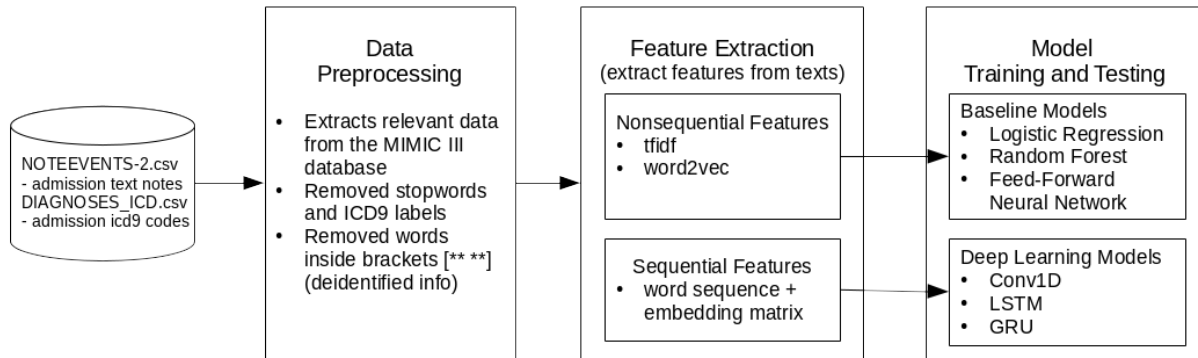 NOTEEVENTS-2.csv
- admission text notes
DIAGNOSES_ICD.csv
- admission icd9 codes
Data
Preprocessing
• Extracts relevant data
from the MIMIC III
database
• Removed stopwords
and ICD9 labels
• Removed words
inside brackets [** **]
(deidentified info)
Feature Extraction
(extract features from texts)
Nonsequential Features
• tfidf
• word2vec
Sequential Features
• word sequence +
embedding matrix
Model
Training and Testing
Baseline Models
• Logistic Regression
• Random Forest
• Feed-Forward
Neural Network
Deep Learning Models
• Conv1D
• LSTM
• GRU